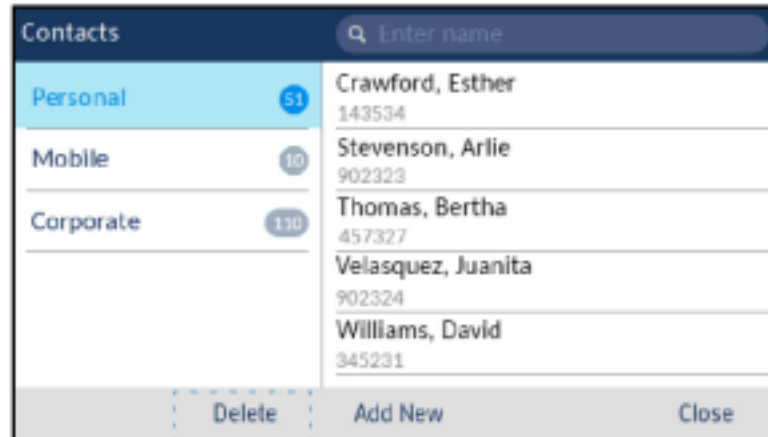 Contacts
Enter name
Personal 51
Mobile 10
Corporate 110
Crawford, Esther
143534
Stevenson, Arlie
902323
Thomas, Bertha
457327
Velasquez, Juanita
902324
Williams, David
345231
Delete Add New Close